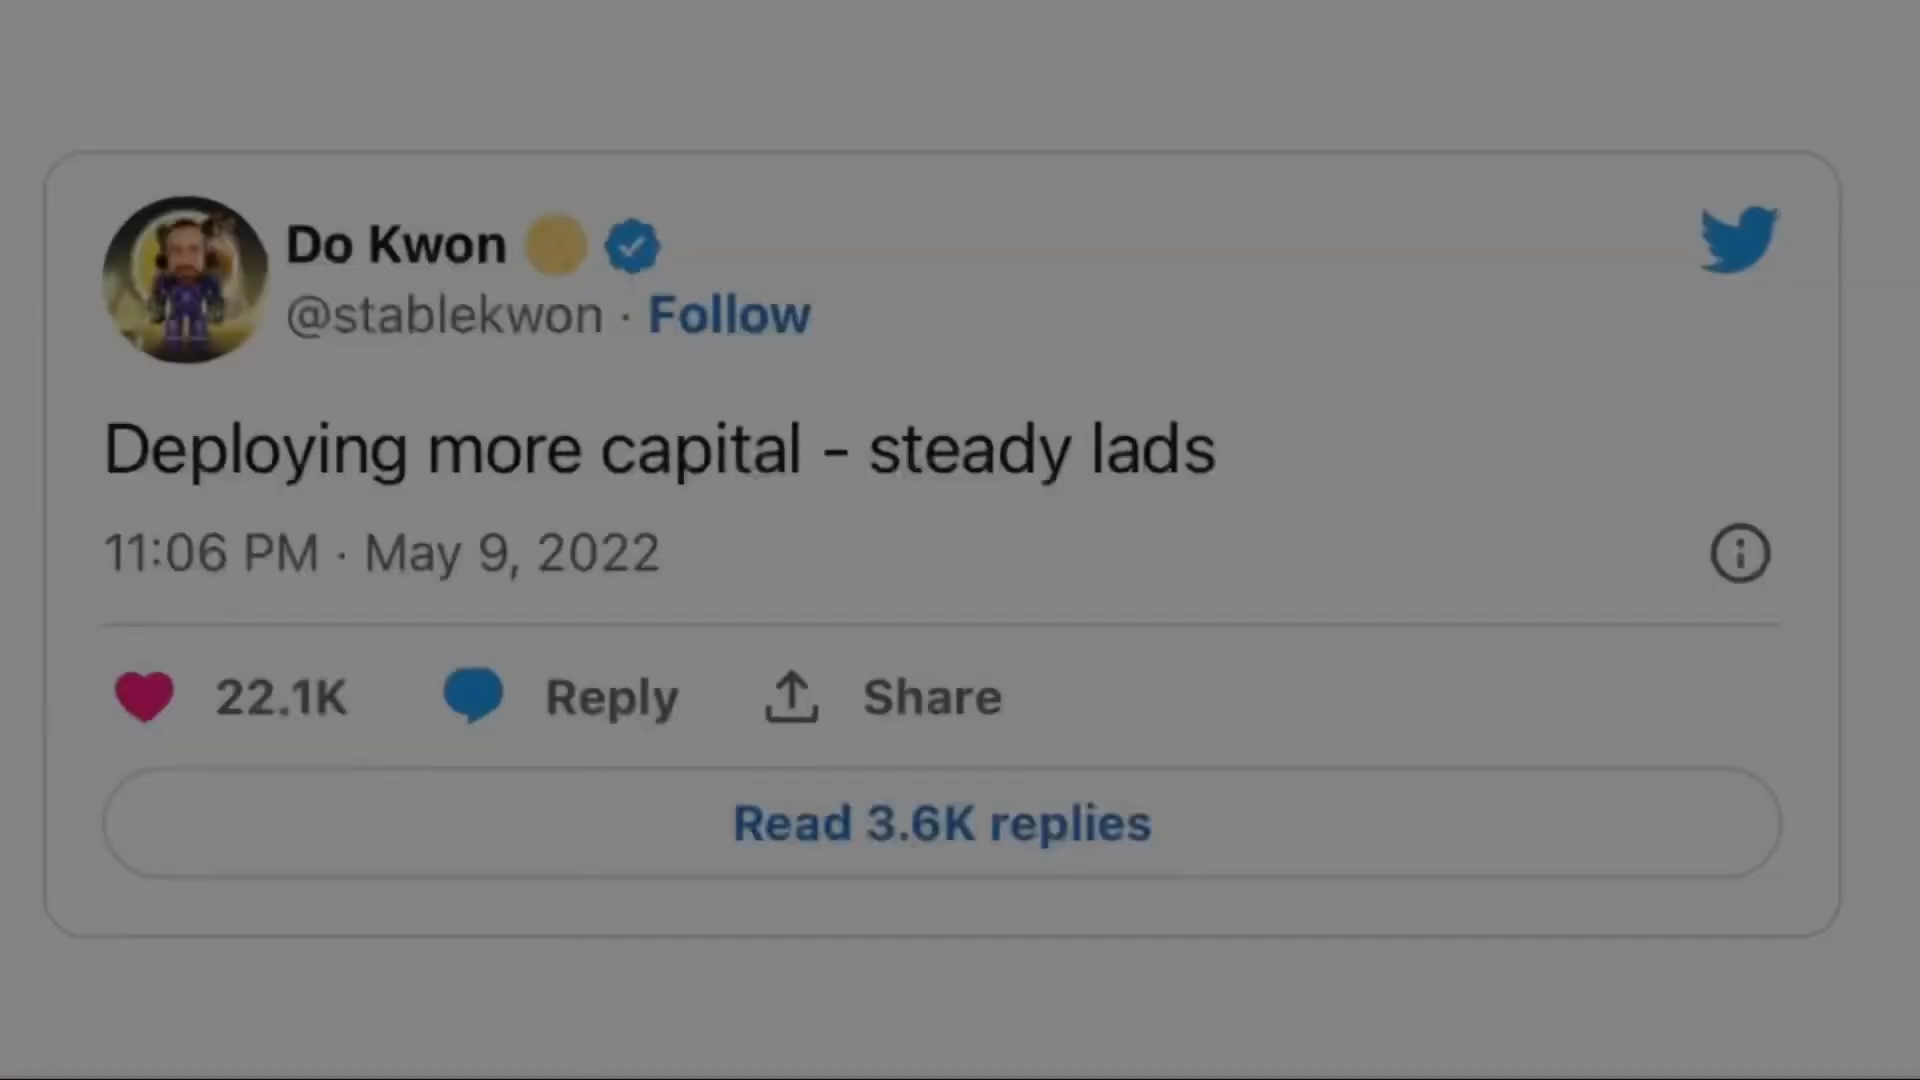 Do Kwon
@stablekwon · Follow
Deploying more capital - steady lads
11:06 PM · May 9, 2022
22.1K Reply Share
Read 3.6K replies